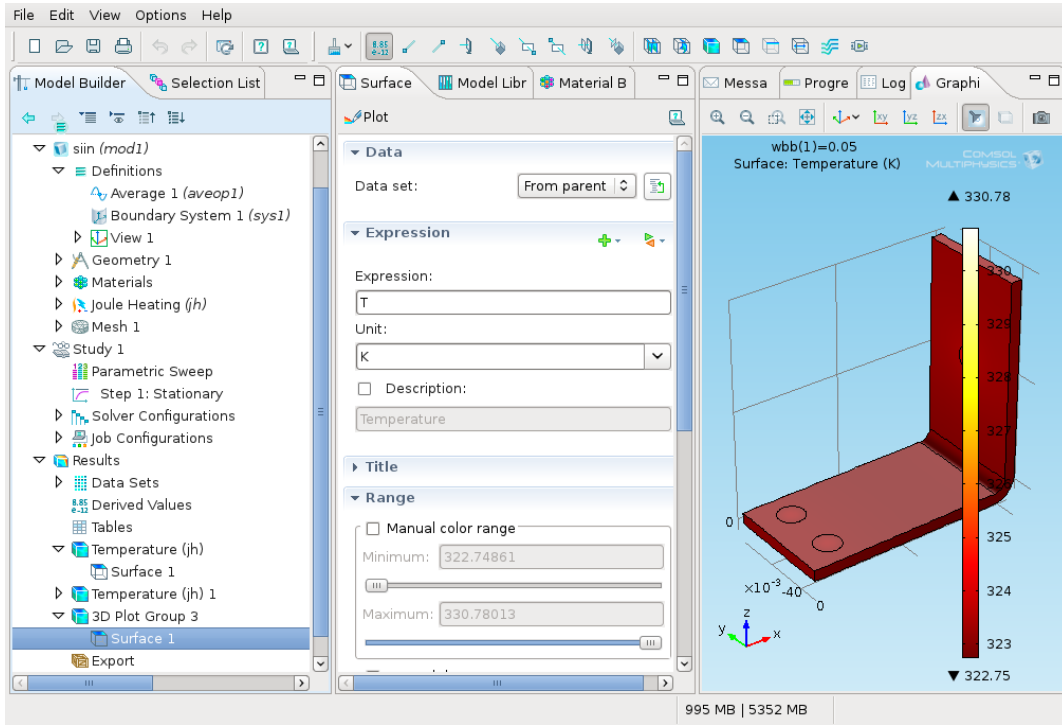 File Edit View Options Help
Model Builder Selection List
siin (mod1)
Definitions
Average 1 (aveop1)
Boundary System 1 (sys1)
View 1
Geometry 1
Materials
Joule Heating (jh)
Mesh 1
Study 1
Parametric Sweep
Step 1: Stationary
Solver Configurations
Job Configurations
Results
Data Sets
Derived Values
Tables
Temperature (jh)
Surface 1
Temperature (jh) 1
3D Plot Group 3
Surface 1
Export
Surface Model Libr Material B
Plot
Data
Data set: From parent
Expression
Expression:
T
Unit:
K
Description:
Temperature
Title
Range
Manual color range
Minimum: 322.74861
Maximum: 330.78013
Messa Progre Log Graphi
xy yz zx
wbb(1)=0.05
Surface: Temperature (K)
COMSOL
MULTIPHYSICS
▲ 330.78
330
329
328
327
325
324
323
▼ 322.75
0
×10⁻³ -40
0
z
y x
995 MB | 5352 MB